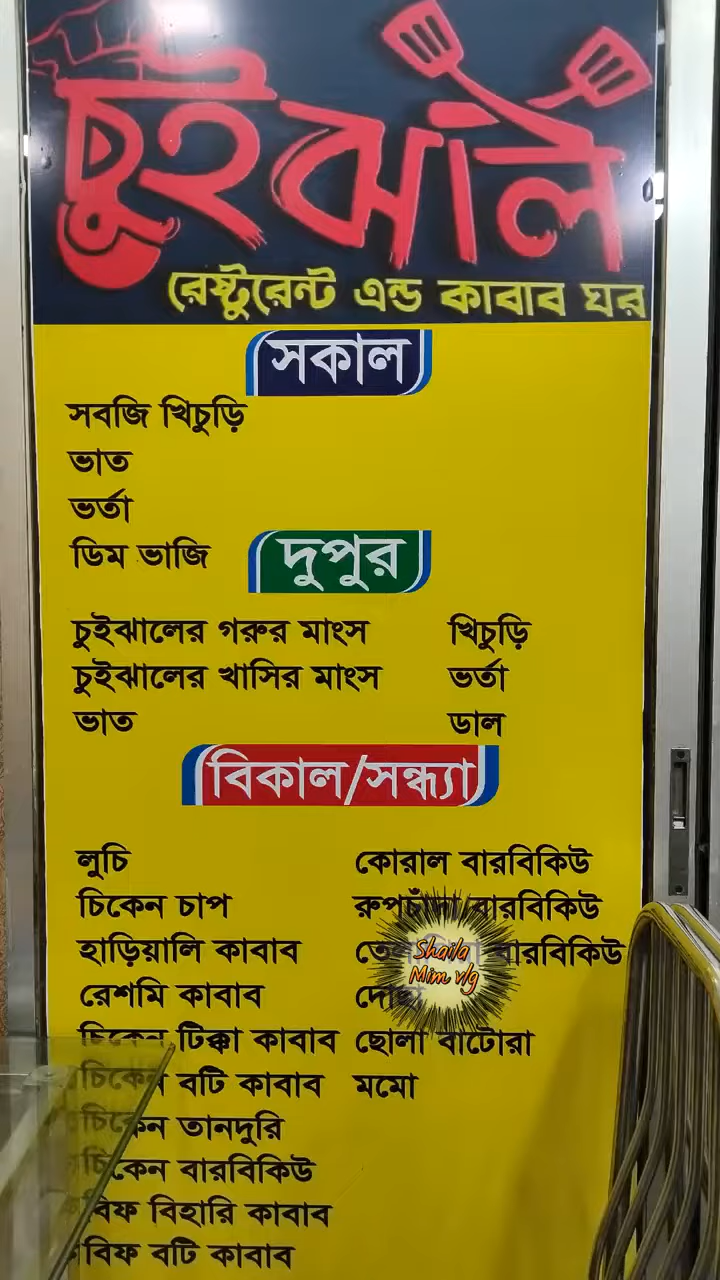 চুইঝাল
রেষ্টুরেন্ট এন্ড কাবাব ঘর
সকাল
সবজি খিচুড়ি
ভাত
ভর্তা
ডিম ভাজি
দুপুর
চুইঝালের গরুর মাংস
চুইঝালের খাসির মাংস
ভাত
খিচুড়ি
ভর্তা
ডাল
বিকাল/সন্ধ্যা
লুচি
চিকেন চাপ
হাড়িয়ালি কাবাব
রেশমি কাবাব
চিকেন টিক্কা কাবাব
চিকেন বটি কাবাব
চিকেন তানদুরি
চিকেন বারবিকিউ
বিফ বিহারি কাবাব
বিফ বটি কাবাব
কোরাল বারবিকিউ
রুপচাঁদা বারবিকিউ
বারবিকিউ
ছোলা বাটোরা
মমো
Shaila
Mim vlg